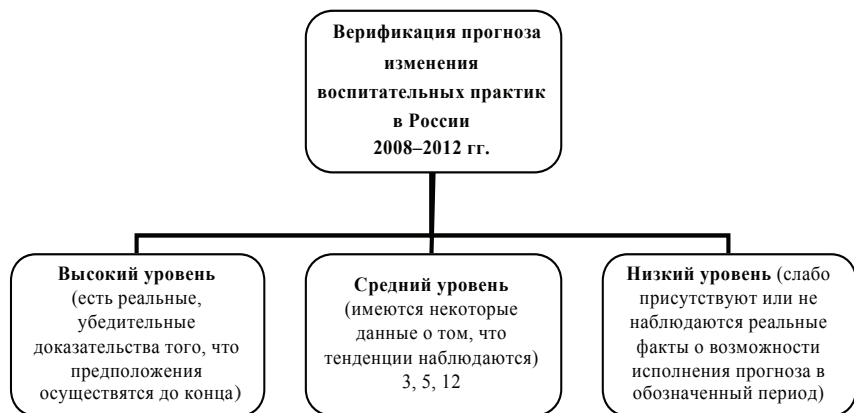 Верификация прогноза
изменения
воспитательных практик
в России
2008–2012 гг.
Высокий уровень
(есть реальные,
убедительные
доказательства того, что
предположения
осуществятся до конца)
Средний уровень
(имеются некоторые
данные о том, что
тенденции наблюдаются)
3, 5, 12
Низкий уровень (слабо
присутствуют или не
наблюдаются реальные
факты о возможности
исполнения прогноза в
обозначенный период)